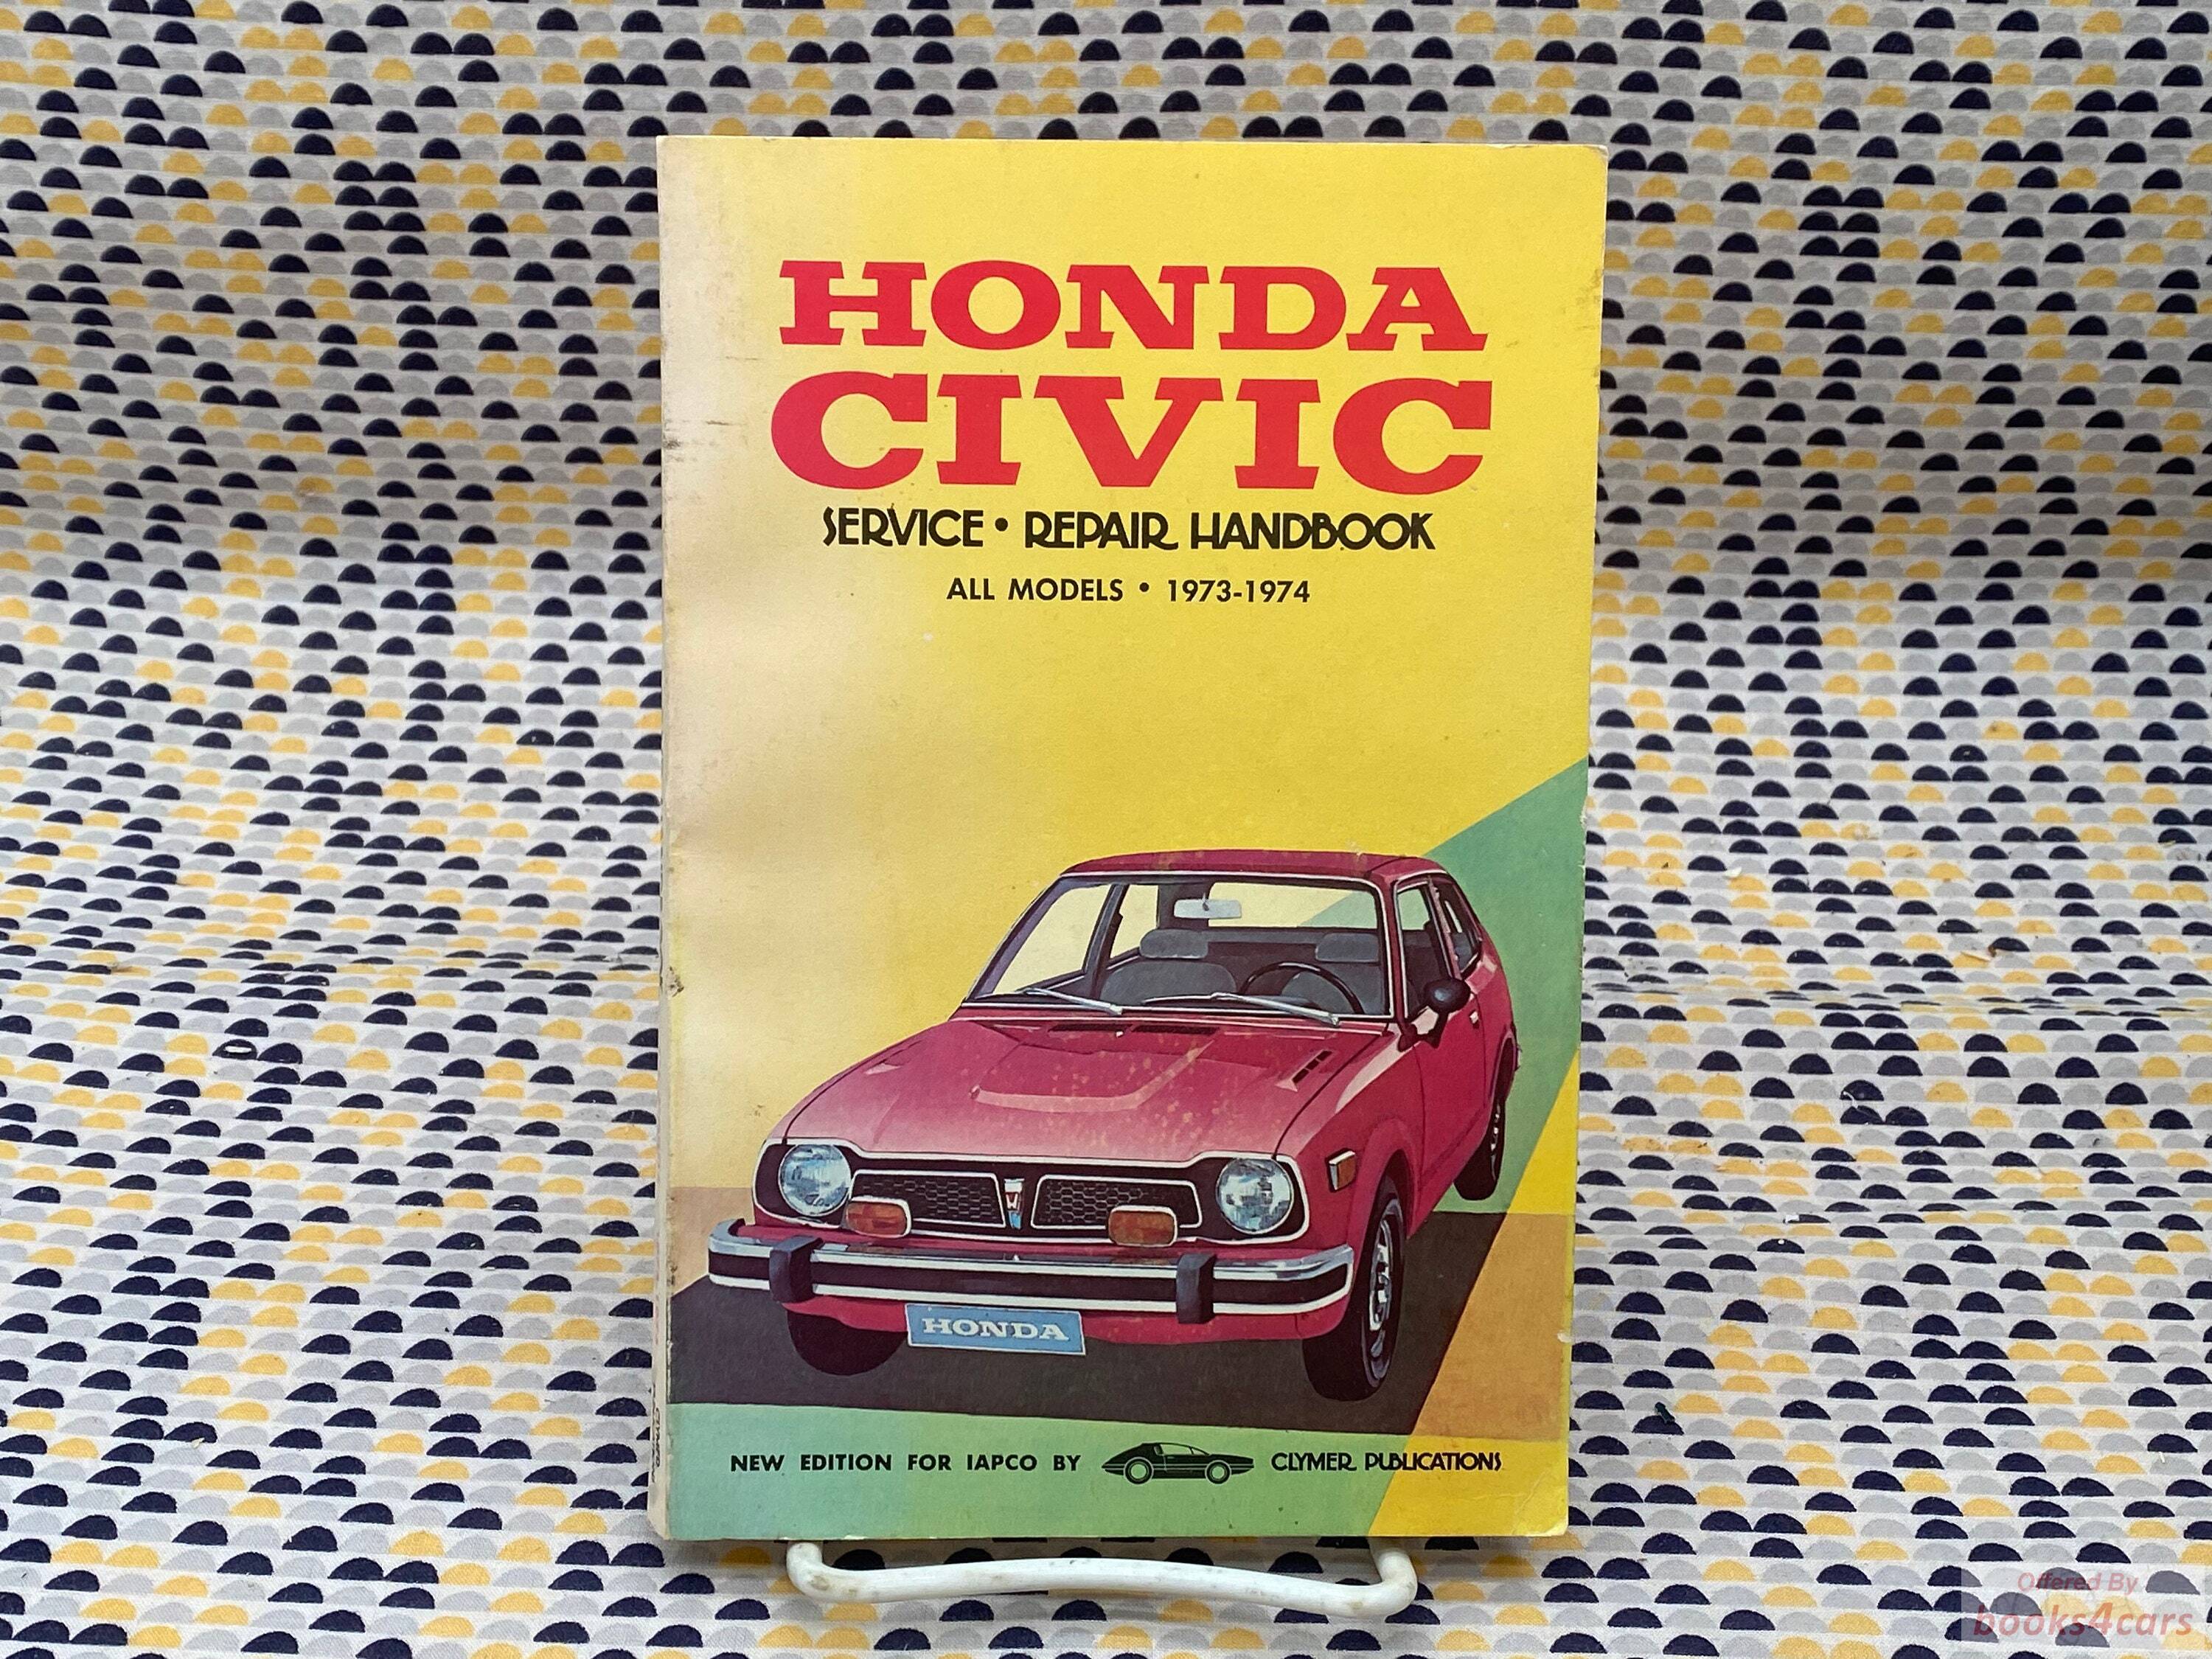 HONDA
CIVIC
SERVICE • REPAIR HANDBOOK
ALL MODELS • 1973-1974
HONDA
NEW EDITION FOR IAPCO BY CLYMER PUBLICATIONS
Offered By
books4cars